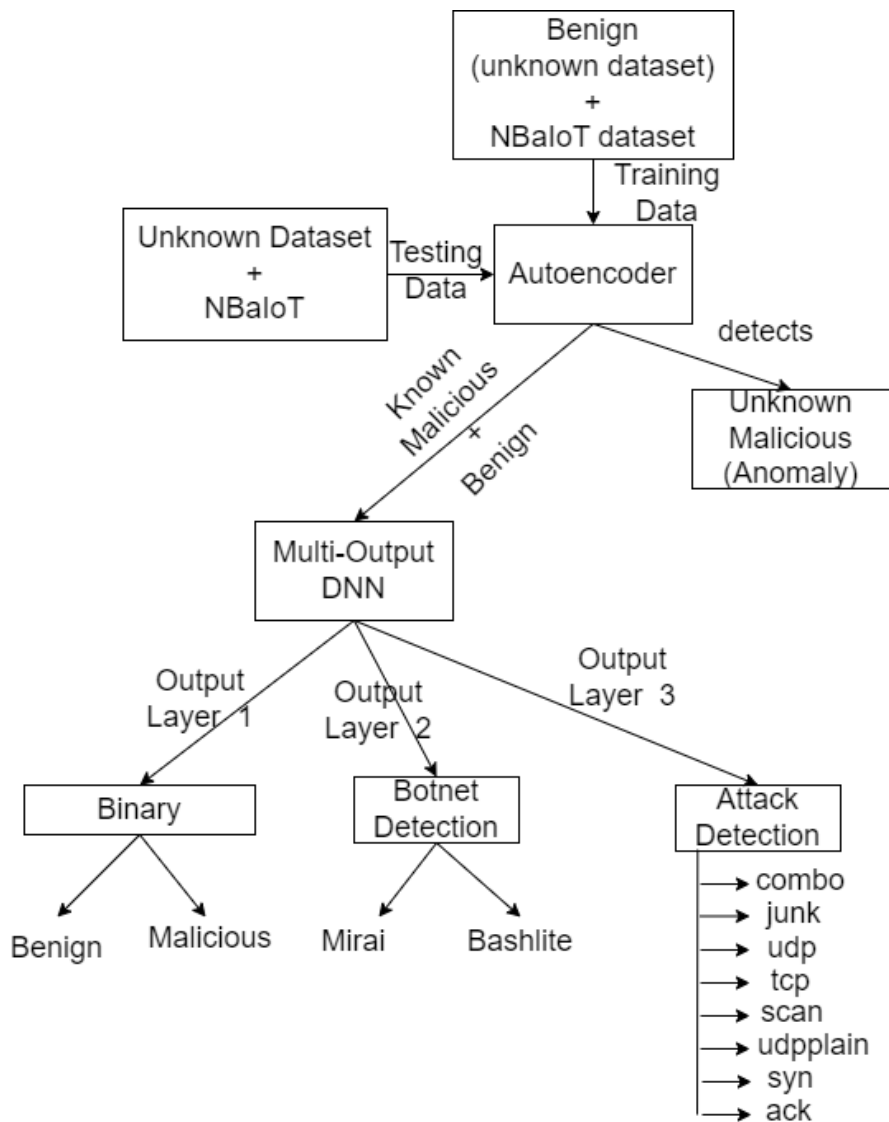 Benign
(unknown dataset)
+
NBaIoT dataset
Training
Data
Unknown Dataset
+
NBaIoT
Testing
Data
Autoencoder
detects
Known
Malicious
+
Benign
Unknown
Malicious
(Anomaly)
Multi-Output
DNN
Output
Layer 1
Output
Layer 2
Output
Layer 3
Binary
Botnet
Detection
Attack
Detection
Benign
Malicious
Mirai
Bashlite
combo
junk
udp
tcp
scan
udpplain
syn
ack